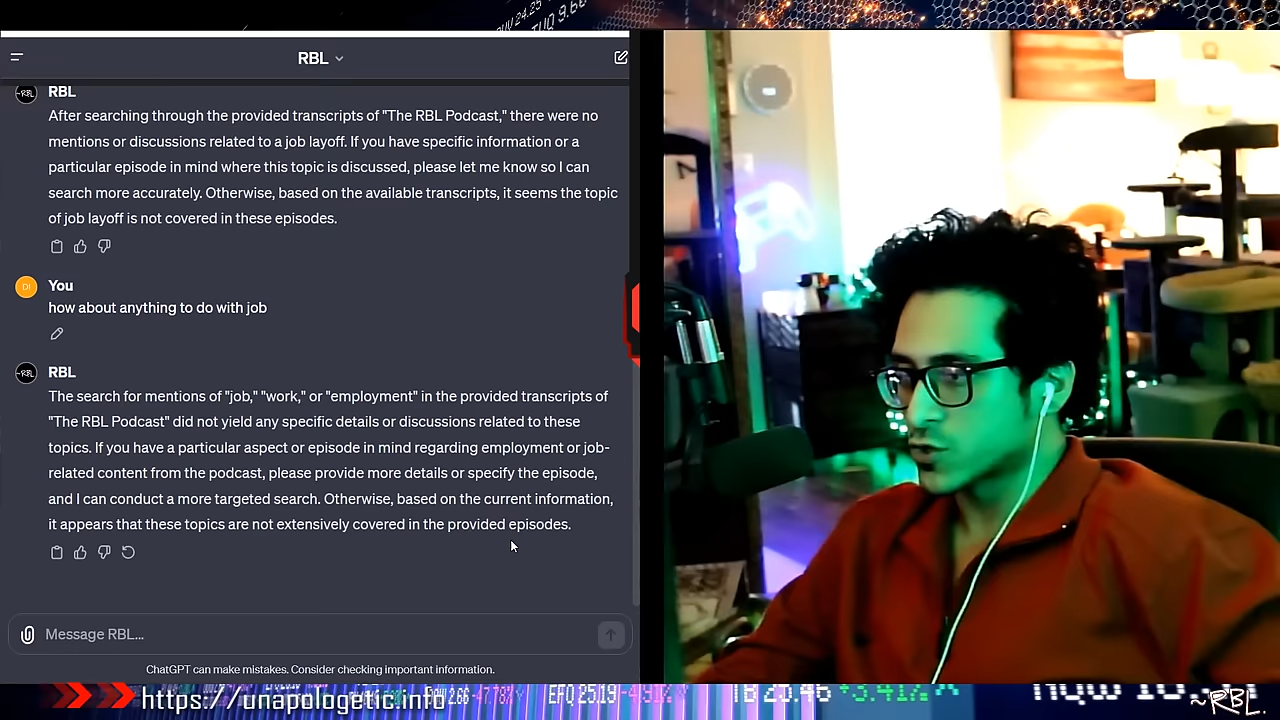 DUY 24.25
TUQ 9.66
RBL
RBL
After searching through the provided transcripts of "The RBL Podcast," there were no
mentions or discussions related to a job layoff. If you have specific information or a
particular episode in mind where this topic is discussed, please let me know so I can
search more accurately. Otherwise, based on the available transcripts, it seems the topic
of job layoff is not covered in these episodes.
You
how about anything to do with job
RBL
The search for mentions of "job," "work," or "employment" in the provided transcripts of
"The RBL Podcast" did not yield any specific details or discussions related to these
topics. If you have a particular aspect or episode in mind regarding employment or job-
related content from the podcast, please provide more details or specify the episode,
and I can conduct a more targeted search. Otherwise, based on the current information,
it appears that these topics are not extensively covered in the provided episodes.
Message RBL...
ChatGPT can make mistakes. Consider checking important information.
https://unapologetic.info
~RBL.